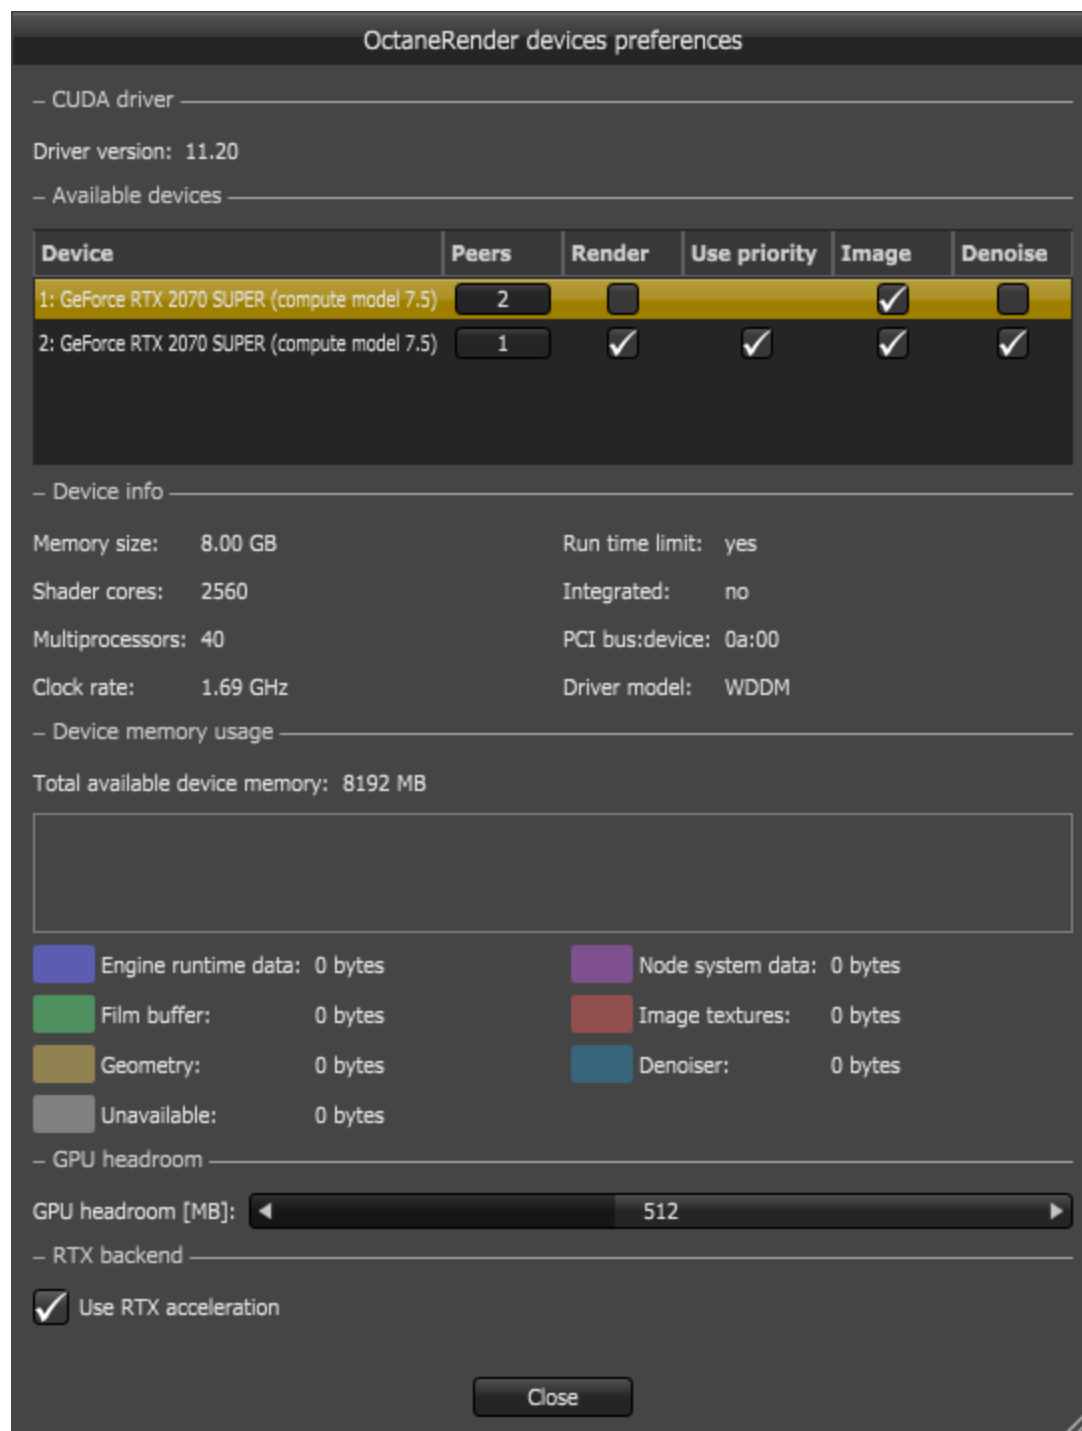 OctaneRender devices preferences
– CUDA driver
Driver version: 11.20
– Available devices
Device Peers Render Use priority Image Denoise
1: GeForce RTX 2070 SUPER (compute model 7.5) 2
2: GeForce RTX 2070 SUPER (compute model 7.5) 1
– Device info
Memory size: 8.00 GB Run time limit: yes
Shader cores: 2560 Integrated: no
Multiprocessors: 40 PCI bus:device: 0a:00
Clock rate: 1.69 GHz Driver model: WDDM
– Device memory usage
Total available device memory: 8192 MB
Engine runtime data: 0 bytes Node system data: 0 bytes
Film buffer: 0 bytes Image textures: 0 bytes
Geometry: 0 bytes Denoiser: 0 bytes
Unavailable: 0 bytes
– GPU headroom
GPU headroom [MB]: 512
– RTX backend
Use RTX acceleration
Close